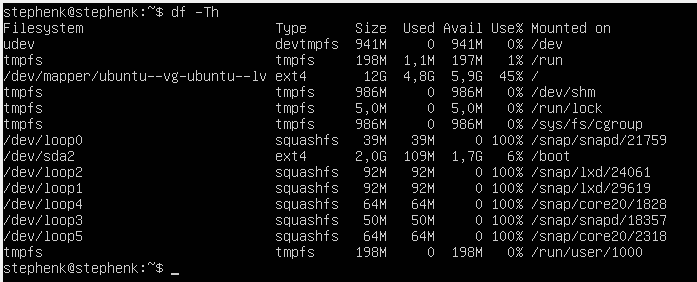 stephenk@stephenk:~$ df -Th
Filesystem                        Type      Size  Used Avail Use% Mounted on
udev                              devtmpfs  941M     0  941M   0% /dev
tmpfs                             tmpfs     198M  1,1M  197M   1% /run
/dev/mapper/ubuntu--vg-ubuntu--lv ext4       12G  4,8G  5,9G  45% /
tmpfs                             tmpfs     986M     0  986M   0% /dev/shm
tmpfs                             tmpfs     5,0M     0  5,0M   0% /run/lock
tmpfs                             tmpfs     986M     0  986M   0% /sys/fs/cgroup
/dev/loop0                        squashfs   39M   39M     0 100% /snap/snapd/21759
/dev/sda2                         ext4      2,0G  109M  1,7G   6% /boot
/dev/loop2                        squashfs   92M   92M     0 100% /snap/lxd/24061
/dev/loop1                        squashfs   92M   92M     0 100% /snap/lxd/29619
/dev/loop4                        squashfs   64M   64M     0 100% /snap/core20/1828
/dev/loop3                        squashfs   50M   50M     0 100% /snap/snapd/18357
/dev/loop5                        squashfs   64M   64M     0 100% /snap/core20/2318
tmpfs                             tmpfs     198M     0  198M   0% /run/user/1000
stephenk@stephenk:~$ _